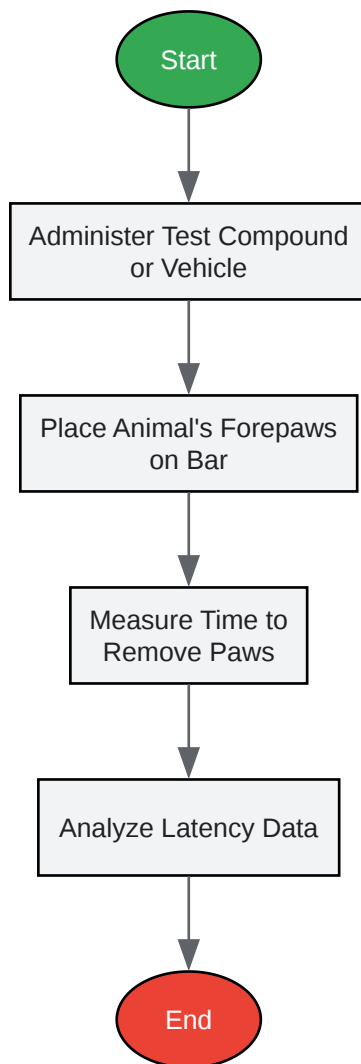 Start
Administer Test Compound
or Vehicle
Place Animal's Forepaws
on Bar
Measure Time to
Remove Paws
Analyze Latency Data
End